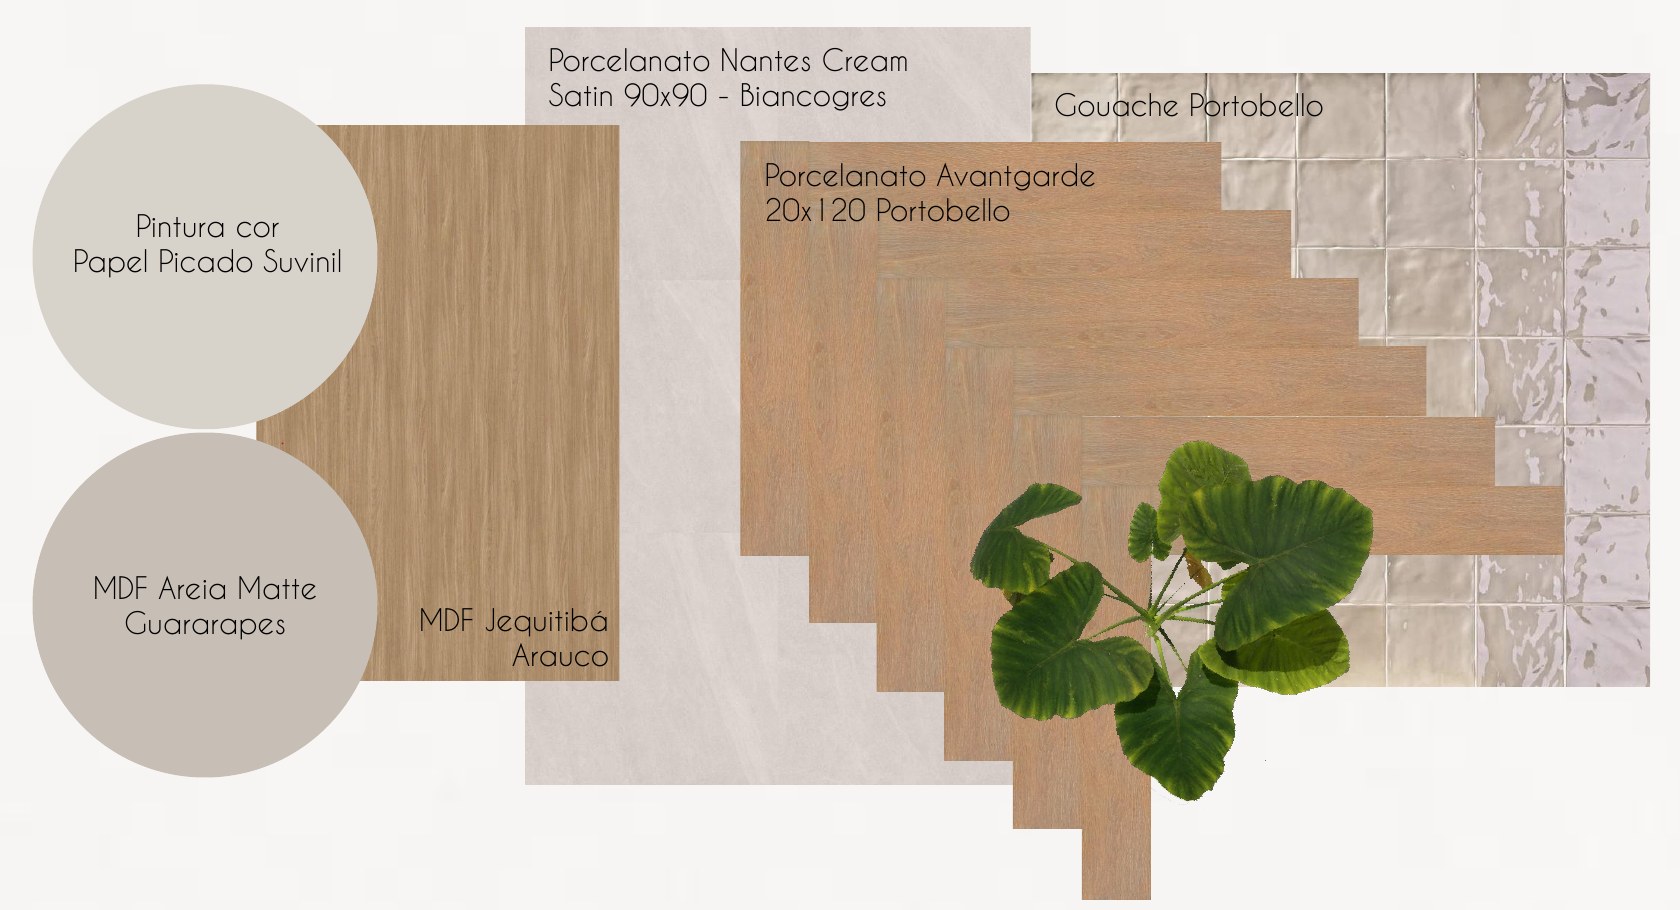 Porcelanato Nantes Cream
Satin 90x90 - Biancogres
Gouache Portobello
Porcelanato Avantgarde
20x120 Portobello
Pintura cor
Papel Picado Suvinil
MDF Areia Matte
Guararapes
MDF Jequitibá
Arauco